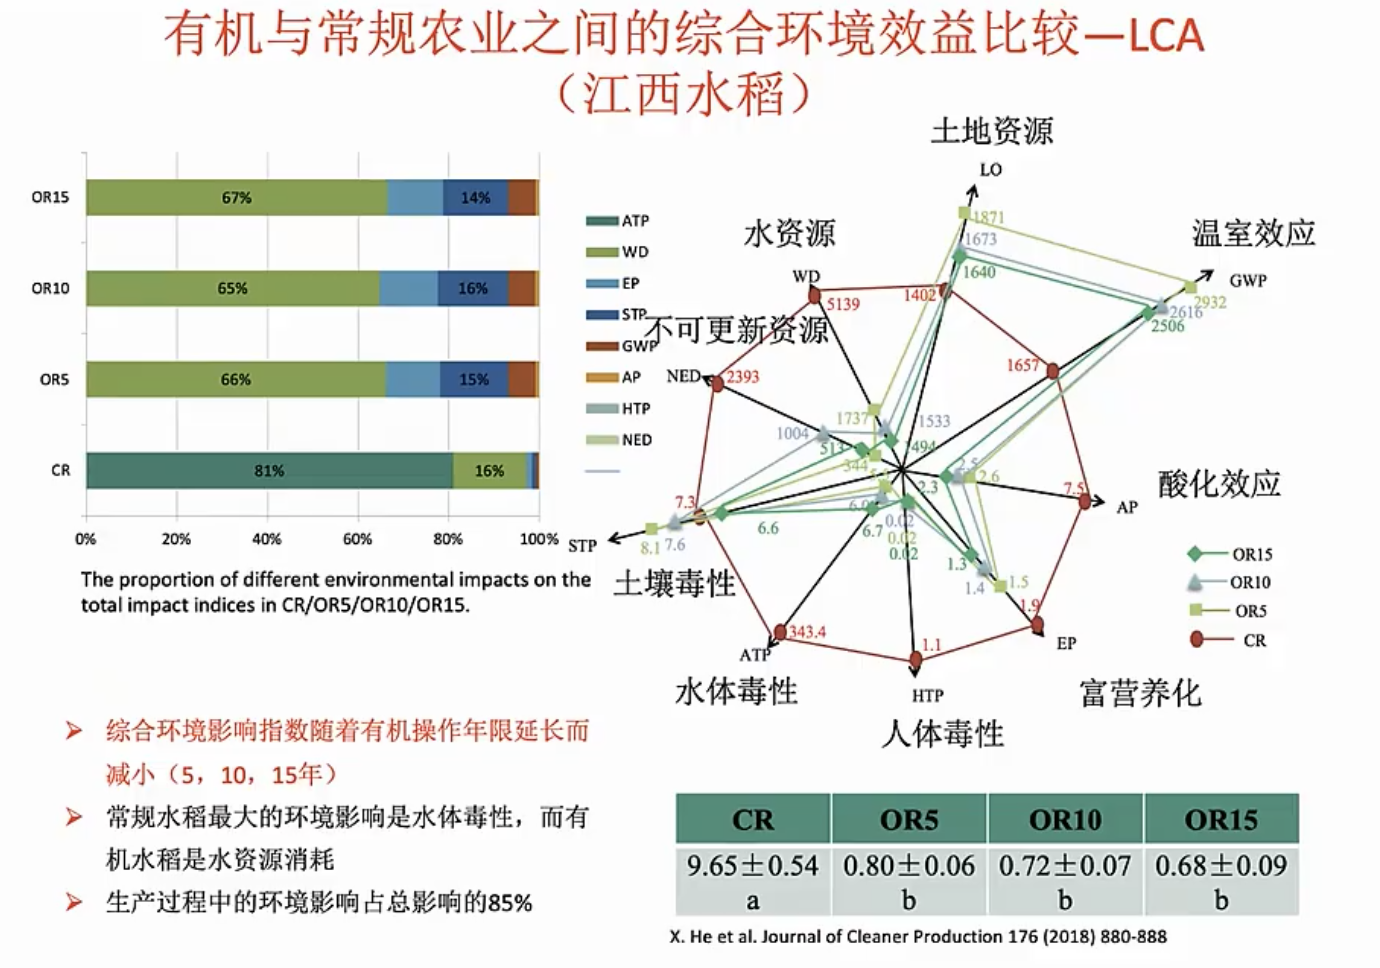 有机与常规农业之间的综合环境效益比较—LCA
（江西水稻）
OR15
67%
14%
OR10
65%
16%
OR5
66%
15%
CR
81%
16%
0%
20%
40%
60%
80%
100%
ATP
WD
EP
STP
GWP
AP
HTP
NED
The proportion of different environmental impacts on the
total impact indices in CR/OR5/OR10/OR15.
土地资源
LO
1871
1673
1640
1402
温室效应
GWP
2932
2616
2506
1657
水资源
WD
5139
1737
1533
不可更新资源
NED
2393
1004
513
344
酸化效应
AP
7.5
2.5
2.6
2.3
STP
7.3
8.1
7.6
6.6
土壤毒性
ATP
343.4
6.7
水体毒性
HTP
1.1
0.02
0.02
0.02
人体毒性
EP
1.9
1.5
1.4
1.3
富营养化
OR15
OR10
OR5
CR
综合环境影响指数随着有机操作年限延长而
减小（5，10，15年）
常规水稻最大的环境影响是水体毒性，而有
机水稻是水资源消耗
生产过程中的环境影响占总影响的85%
CR OR5 OR10 OR15
9.65±0.54 0.80±0.06 0.72±0.07 0.68±0.09
a b b b
X. He et al. Journal of Cleaner Production 176 (2018) 880-888